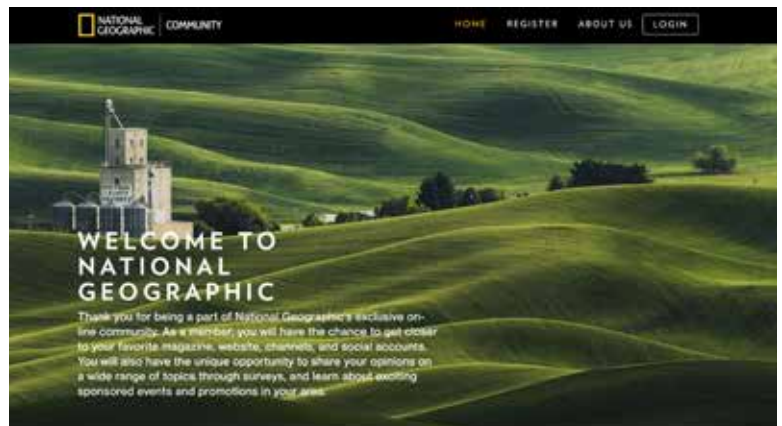 NATIONAL
GEOGRAPHIC
COMMUNITY
HOME REGISTER ABOUT US LOGIN
WELCOME TO
NATIONAL
GEOGRAPHIC
Thank you for being a part of National Geographic's exclusive on-
line community. As a member, you will have the chance to get closer
to your favorite magazine, website, channels, and social accounts.
You will also have the unique opportunity to share your opinions on
a wide range of topics through surveys, and learn about exciting
sponsored events and promotions in your area.